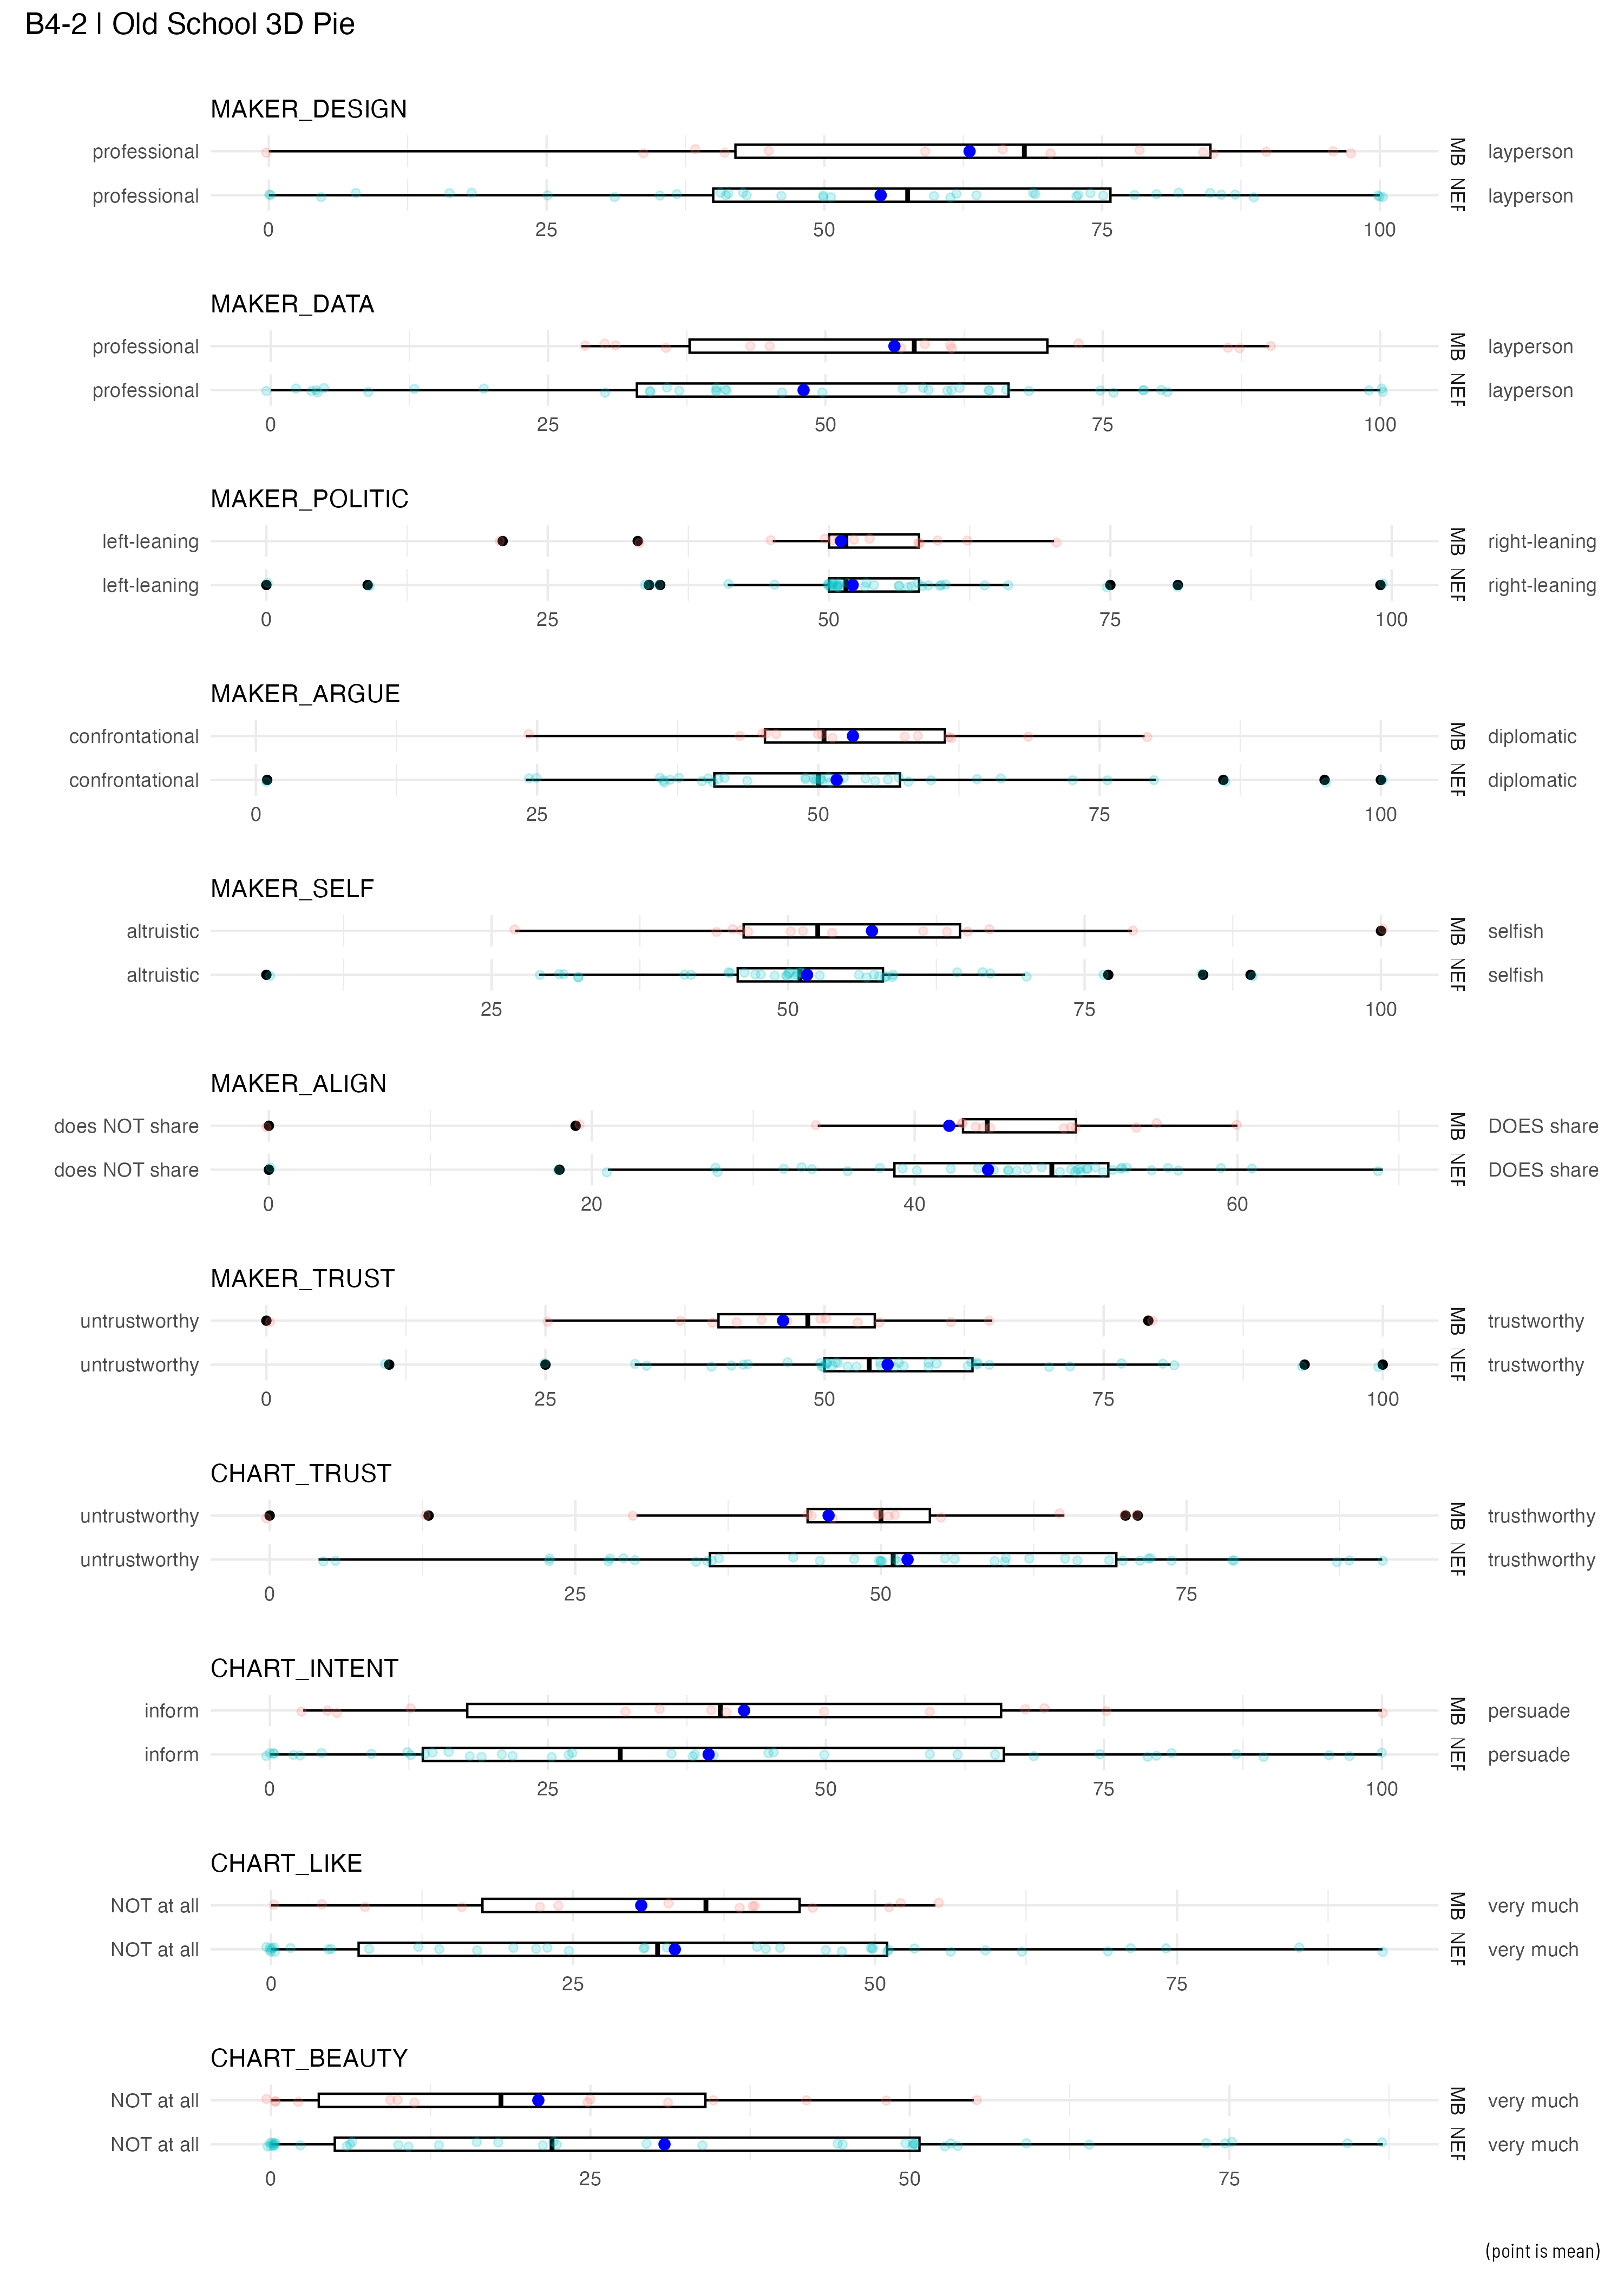 B4-2 | Old School 3D Pie
MAKER_DESIGN
professional MB layperson
professional NEF layperson
0 25 50 75 100
MAKER_DATA
professional MB layperson
professional NEF layperson
0 25 50 75 100
MAKER_POLITIC
left-leaning MB right-leaning
left-leaning NEF right-leaning
0 25 50 75 100
MAKER_ARGUE
confrontational MB diplomatic
confrontational NEF diplomatic
0 25 50 75 100
MAKER_SELF
altruistic MB selfish
altruistic NEF selfish
25 50 75 100
MAKER_ALIGN
does NOT share MB DOES share
does NOT share NEF DOES share
0 20 40 60
MAKER_TRUST
untrustworthy MB trustworthy
untrustworthy NEF trustworthy
0 25 50 75 100
CHART_TRUST
untrustworthy MB trusthworthy
untrustworthy NEF trusthworthy
0 25 50 75
CHART_INTENT
inform MB persuade
inform NEF persuade
0 25 50 75 100
CHART_LIKE
NOT at all MB very much
NOT at all NEF very much
0 25 50 75
CHART_BEAUTY
NOT at all MB very much
NOT at all NEF very much
0 25 50 75
(point is mean)